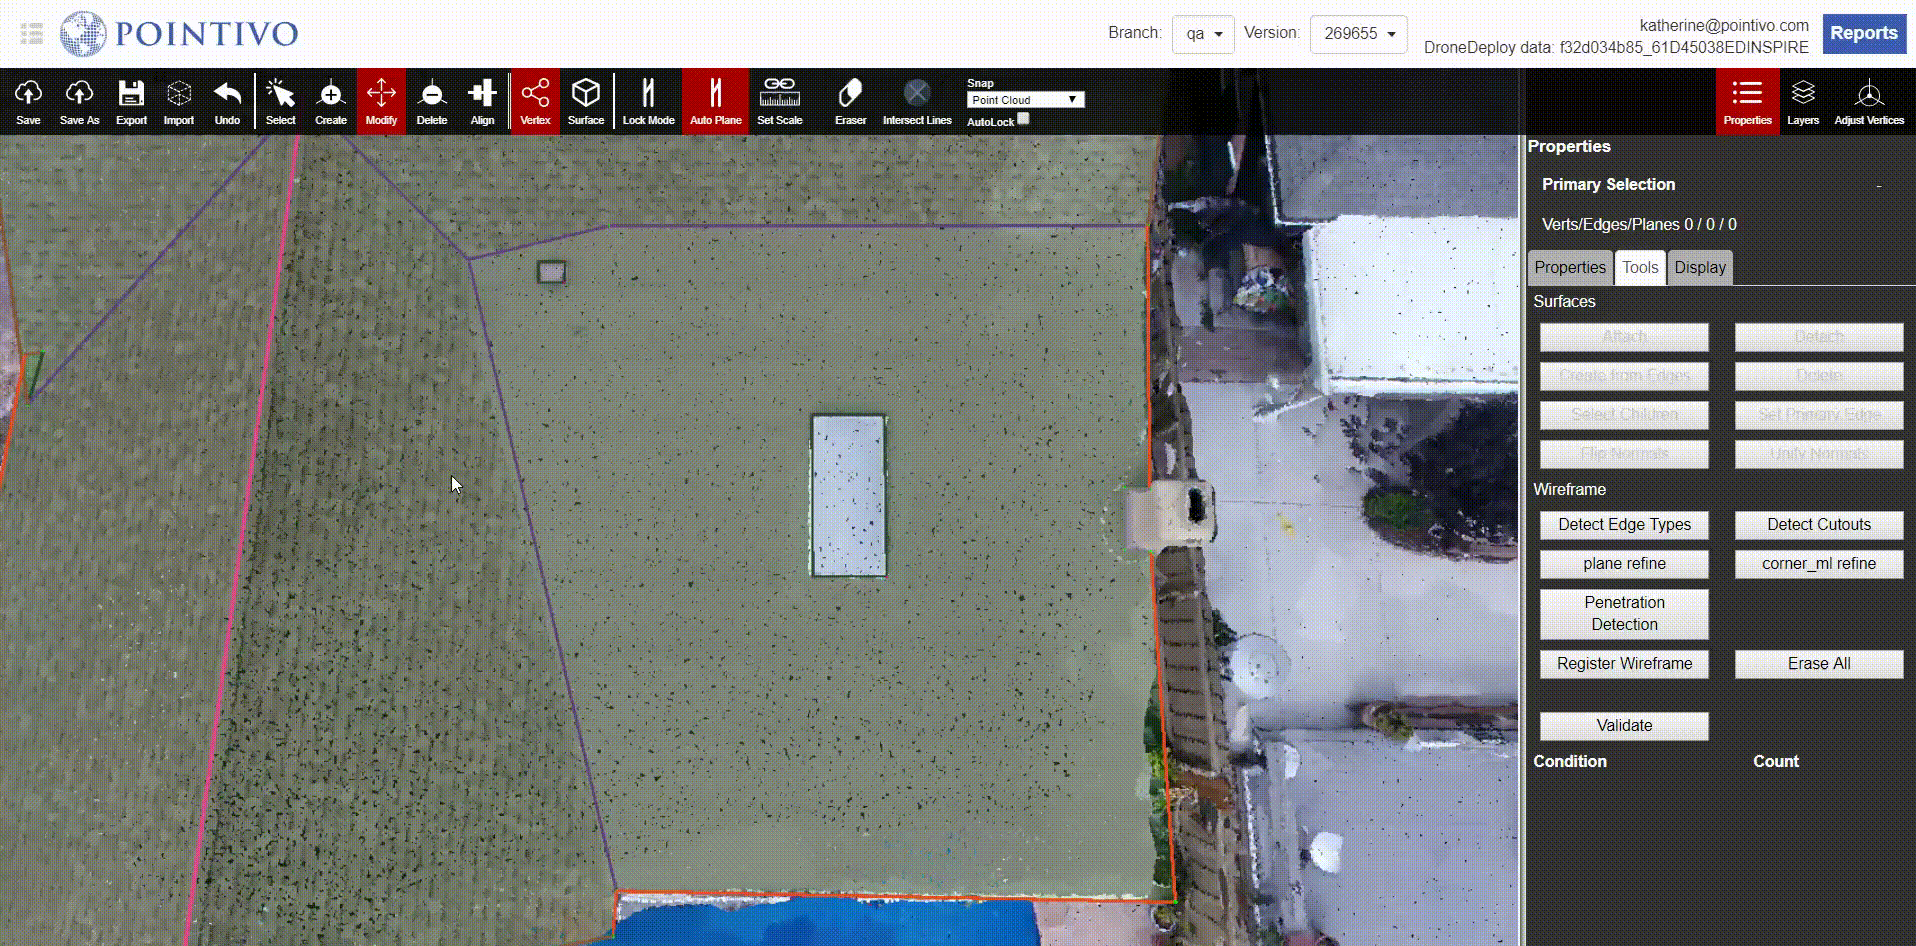 POINTIVO
Branch: qa Version: 269655
katherine@pointivo.com
DroneDeploy data: f32d034b85_61D45038EDINSPIRE
Reports
Save Save As Export Import Undo Select Create Modify Delete Align Vertex Surface Lock Mode Auto Plane Set Scale Eraser Intersect Lines
Snap
Point Cloud
AutoLock
Properties Layers Adjust Vertices
Properties
Primary Selection -
Verts/Edges/Planes 0 / 0 / 0
Properties Tools Display
Surfaces
Attach Detach
Create from Edges Delete
Select Children Set Primary Edge
Flip Normals Unify Normals
Wireframe
Detect Edge Types Detect Cutouts
plane refine corner_ml refine
Penetration
Detection
Register Wireframe Erase All
Validate
Condition Count